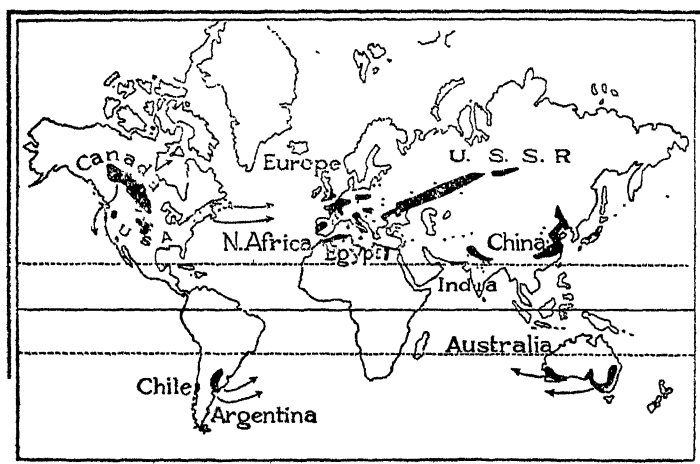 Canada
Europe
U. S. S. R
U S A
N. Africa
Egypt
China
India
Australia
Chile
Argentina